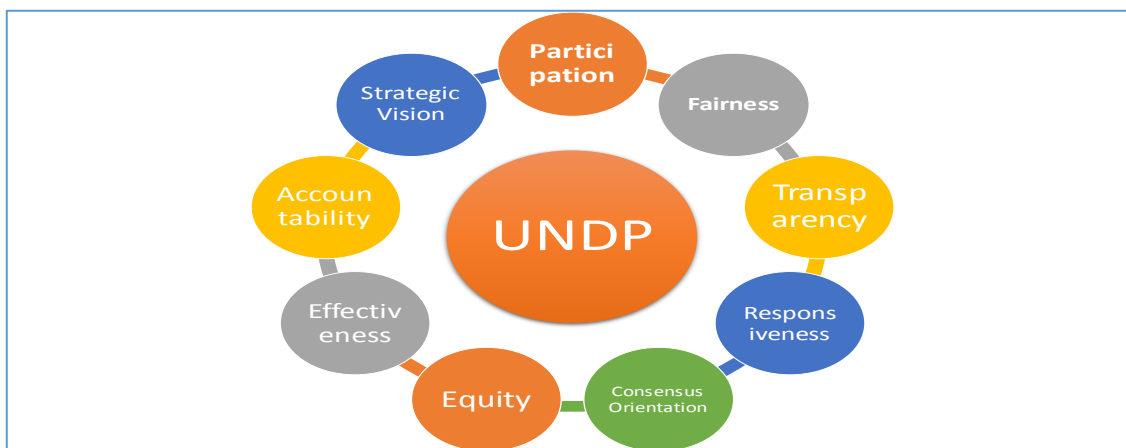 Partici
pation
Fairness
Transp
arency
Respons
iveness
Consensus
Orientation
Equity
Effectiv
eness
Accoun
tability
Strategic
Vision
UNDP